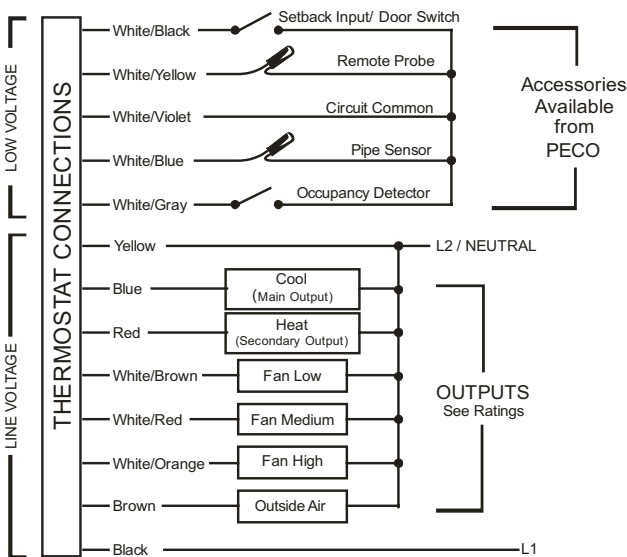 LOW VOLTAGE
LINE VOLTAGE
THERMOSTAT CONNECTIONS
White/Black Setback Input/ Door Switch
White/Yellow Remote Probe
White/Violet Circuit Common
White/Blue Pipe Sensor
White/Gray Occupancy Detector
Accessories
Available
from
PECO
Yellow L2 / NEUTRAL
Blue Cool
(Main Output)
Red Heat
(Secondary Output)
White/Brown Fan Low
White/Red Fan Medium
White/Orange Fan High
Brown Outside Air
OUTPUTS
See Ratings
Black L1